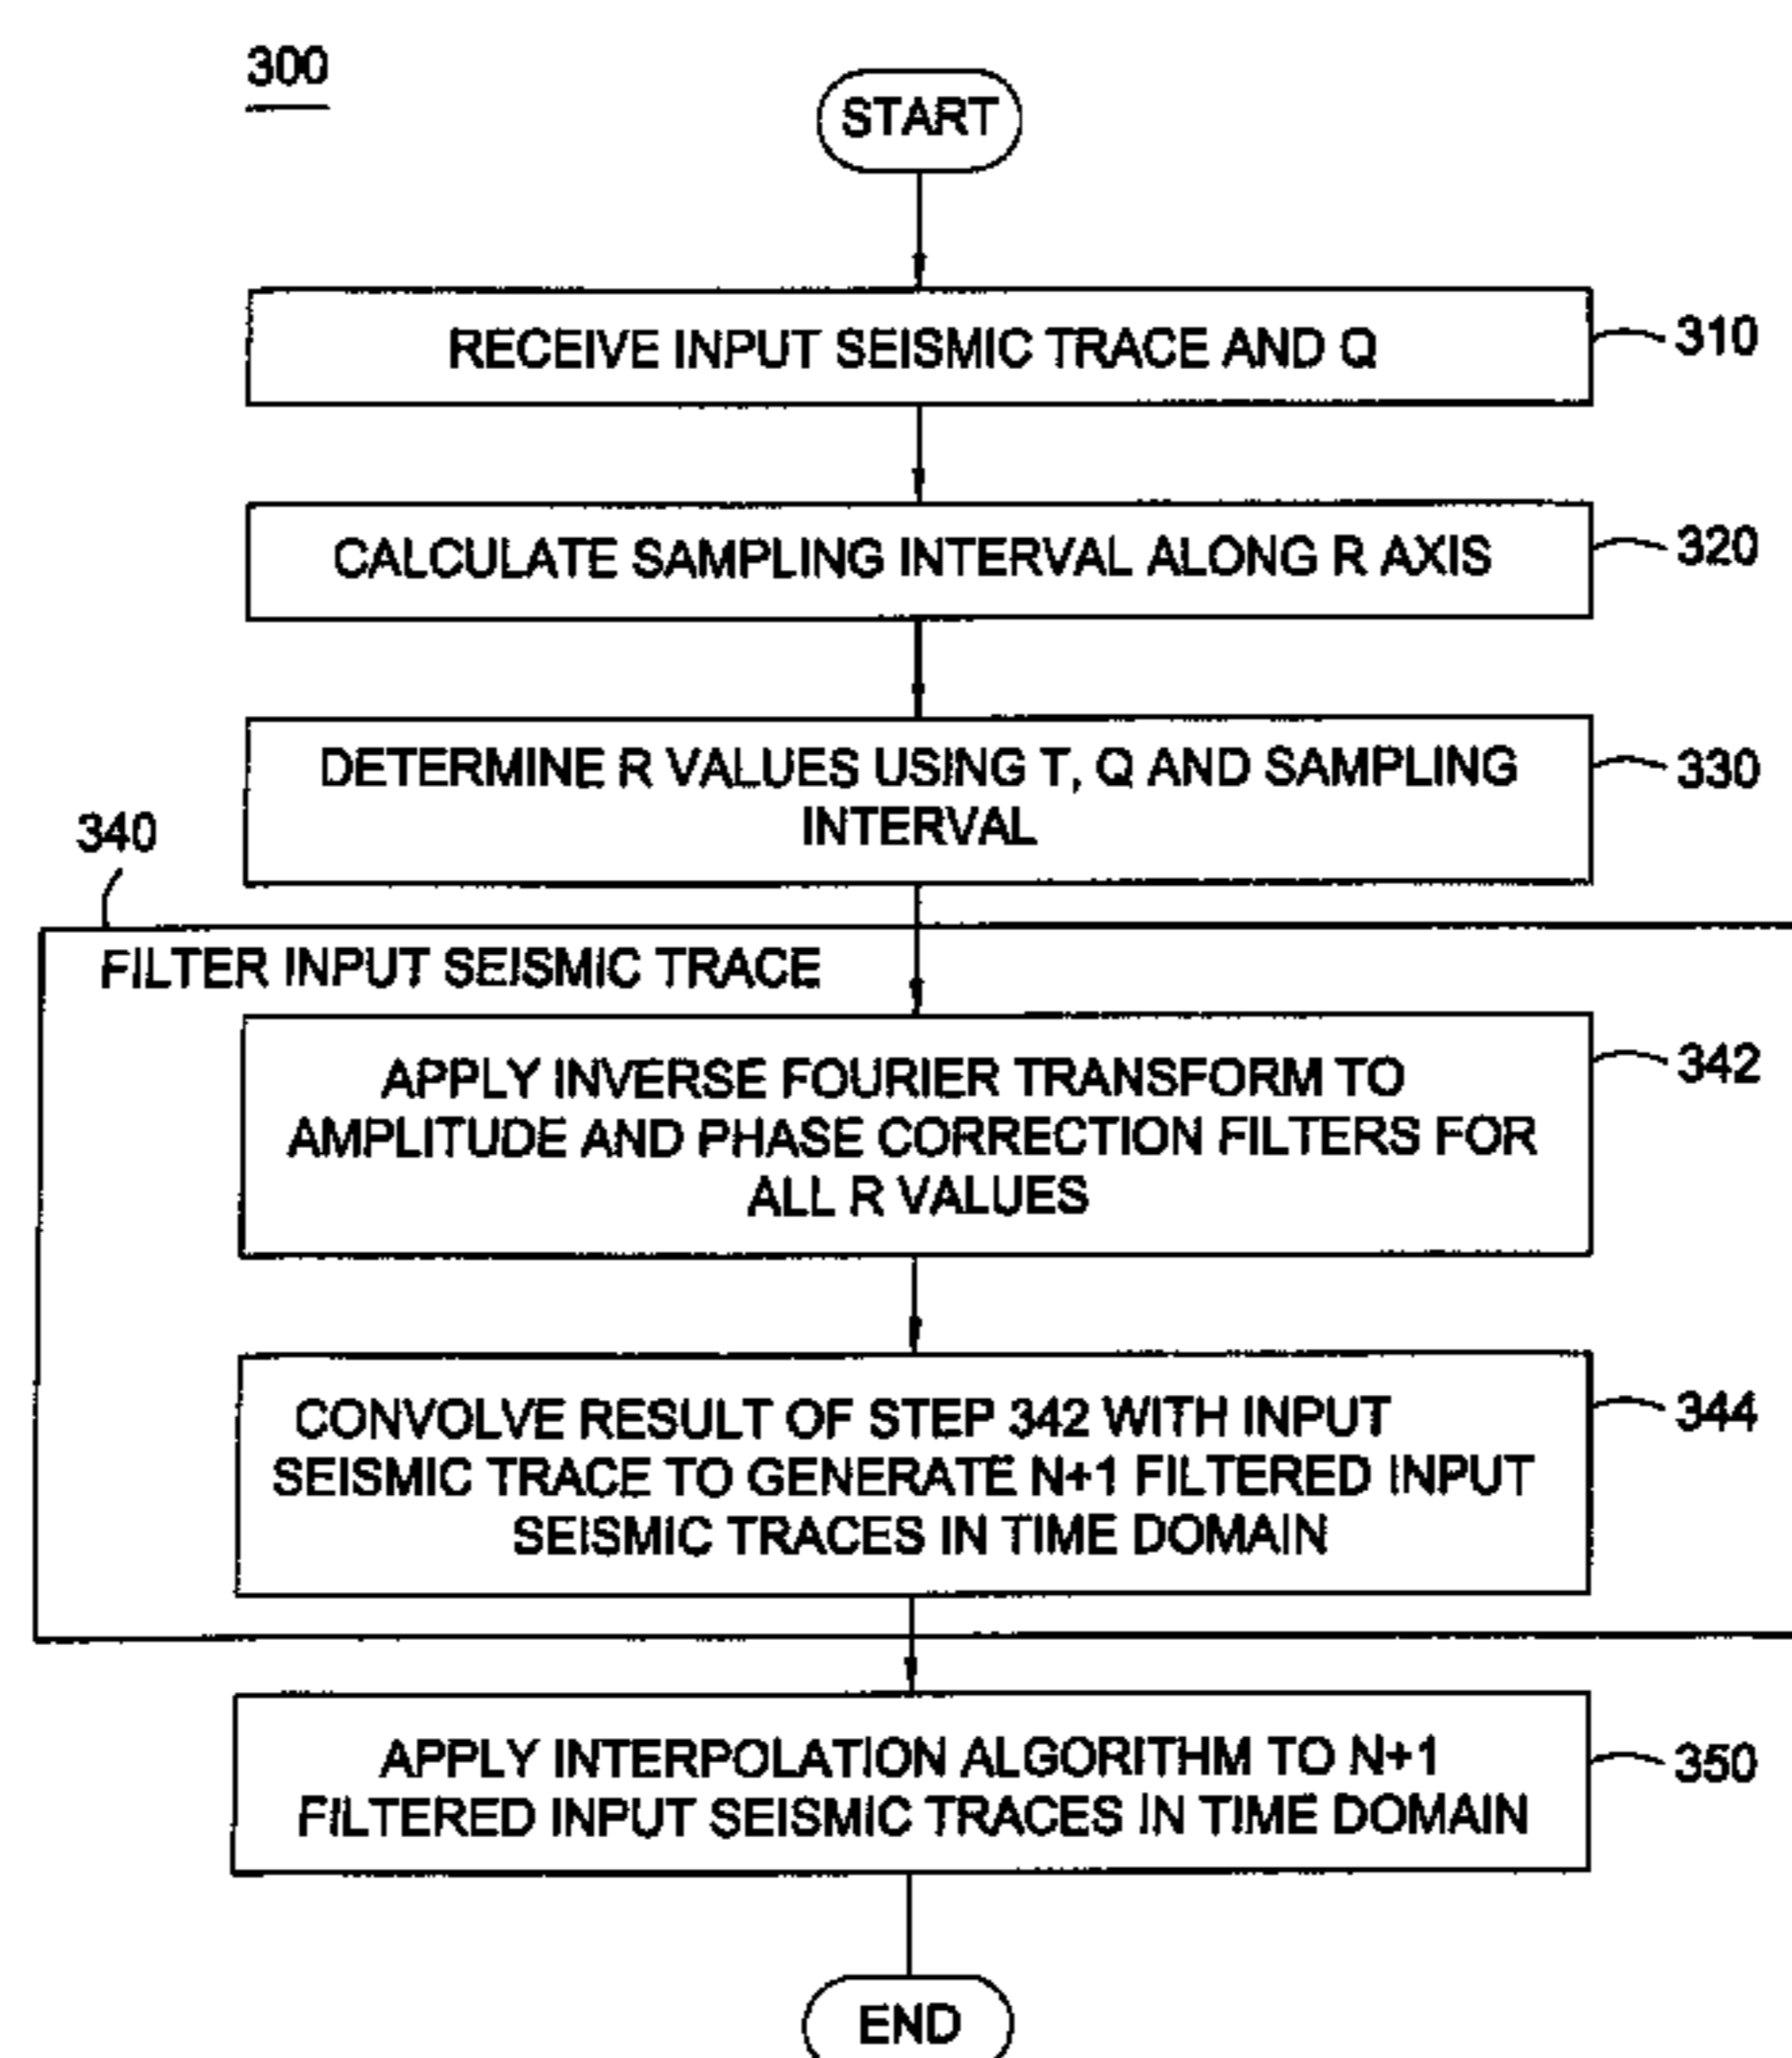 300
START
RECEIVE INPUT SEISMIC TRACE AND Q
310
CALCULATE SAMPLING INTERVAL ALONG R AXIS
320
DETERMINE R VALUES USING T, Q AND SAMPLING
INTERVAL
330
340
FILTER INPUT SEISMIC TRACE
APPLY INVERSE FOURIER TRANSFORM TO
AMPLITUDE AND PHASE CORRECTION FILTERS FOR
ALL R VALUES
342
CONVOLVE RESULT OF STEP 342 WITH INPUT
SEISMIC TRACE TO GENERATE N+1 FILTERED INPUT
SEISMIC TRACES IN TIME DOMAIN
344
APPLY INTERPOLATION ALGORITHM TO N+1
FILTERED INPUT SEISMIC TRACES IN TIME DOMAIN
350
END